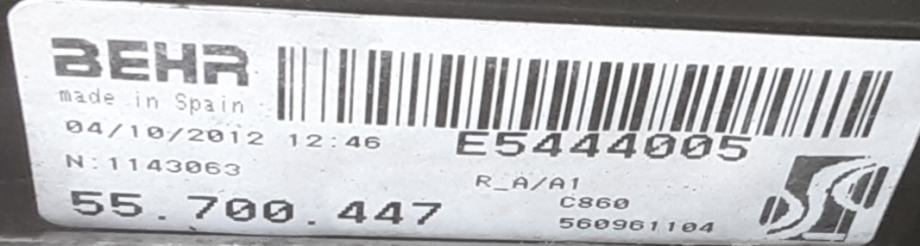 BEHR
made in Spain
04/10/2012 12:46
E5444005
N:1143063
R_A/A1
C860
55.700.447
560961104